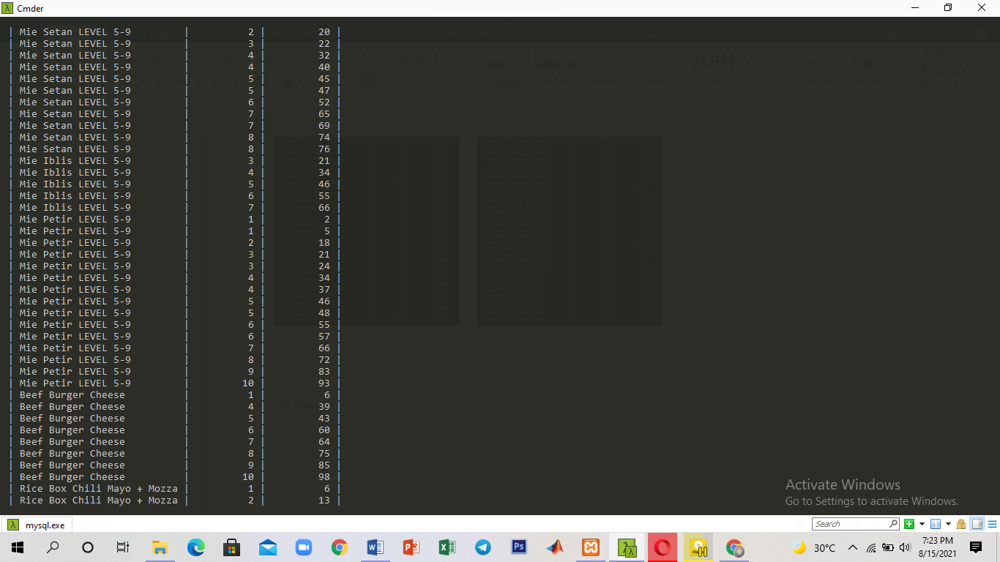 Cmder
| Mie Setan LEVEL 5-9 | 2 | 20 |
| Mie Setan LEVEL 5-9 | 3 | 22 |
| Mie Setan LEVEL 5-9 | 4 | 32 |
| Mie Setan LEVEL 5-9 | 4 | 40 |
| Mie Setan LEVEL 5-9 | 5 | 45 |
| Mie Setan LEVEL 5-9 | 5 | 47 |
| Mie Setan LEVEL 5-9 | 6 | 52 |
| Mie Setan LEVEL 5-9 | 7 | 65 |
| Mie Setan LEVEL 5-9 | 7 | 69 |
| Mie Setan LEVEL 5-9 | 8 | 74 |
| Mie Setan LEVEL 5-9 | 8 | 76 |
| Mie Iblis LEVEL 5-9 | 3 | 21 |
| Mie Iblis LEVEL 5-9 | 4 | 34 |
| Mie Iblis LEVEL 5-9 | 5 | 46 |
| Mie Iblis LEVEL 5-9 | 6 | 55 |
| Mie Iblis LEVEL 5-9 | 7 | 66 |
| Mie Petir LEVEL 5-9 | 1 | 2 |
| Mie Petir LEVEL 5-9 | 1 | 5 |
| Mie Petir LEVEL 5-9 | 2 | 18 |
| Mie Petir LEVEL 5-9 | 3 | 21 |
| Mie Petir LEVEL 5-9 | 3 | 24 |
| Mie Petir LEVEL 5-9 | 4 | 34 |
| Mie Petir LEVEL 5-9 | 4 | 37 |
| Mie Petir LEVEL 5-9 | 5 | 46 |
| Mie Petir LEVEL 5-9 | 5 | 48 |
| Mie Petir LEVEL 5-9 | 6 | 55 |
| Mie Petir LEVEL 5-9 | 6 | 57 |
| Mie Petir LEVEL 5-9 | 7 | 66 |
| Mie Petir LEVEL 5-9 | 8 | 72 |
| Mie Petir LEVEL 5-9 | 9 | 83 |
| Mie Petir LEVEL 5-9 | 10 | 93 |
| Beef Burger Cheese | 1 | 6 |
| Beef Burger Cheese | 4 | 39 |
| Beef Burger Cheese | 5 | 43 |
| Beef Burger Cheese | 6 | 60 |
| Beef Burger Cheese | 7 | 64 |
| Beef Burger Cheese | 8 | 75 |
| Beef Burger Cheese | 9 | 85 |
| Beef Burger Cheese | 10 | 98 |
| Rice Box Chili Mayo + Mozza | 1 | 6 |
| Rice Box Chili Mayo + Mozza | 2 | 13 |
Activate Windows
Go to Settings to activate Windows.
mysql.exe
Search
30°C
7:23 PM
8/15/2021